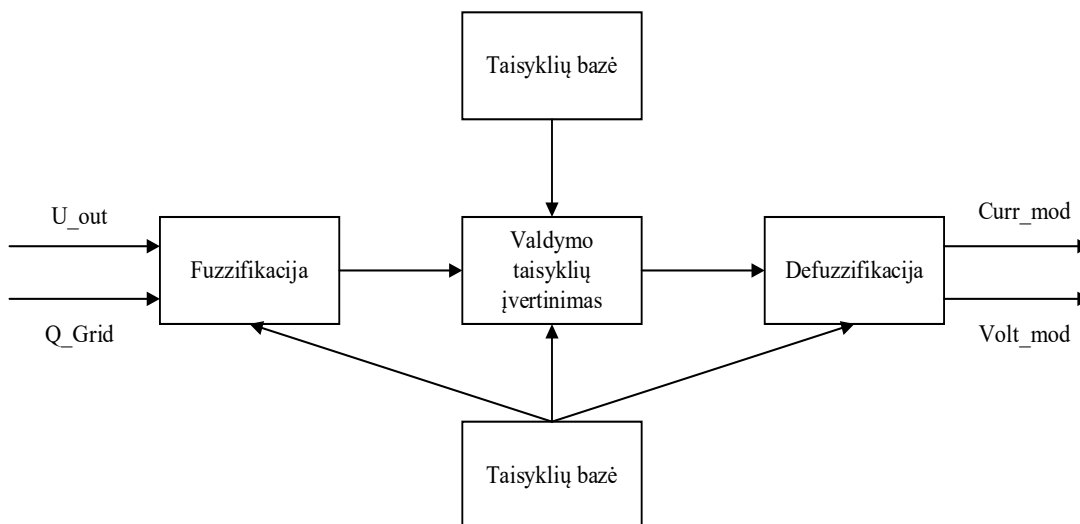 Taisyklių bazė
U_out
Q_Grid
Fuzzifikacija
Valdymo
taisyklių
įvertinimas
Defuzzifikacija
Curr_mod
Volt_mod
Taisyklių bazė